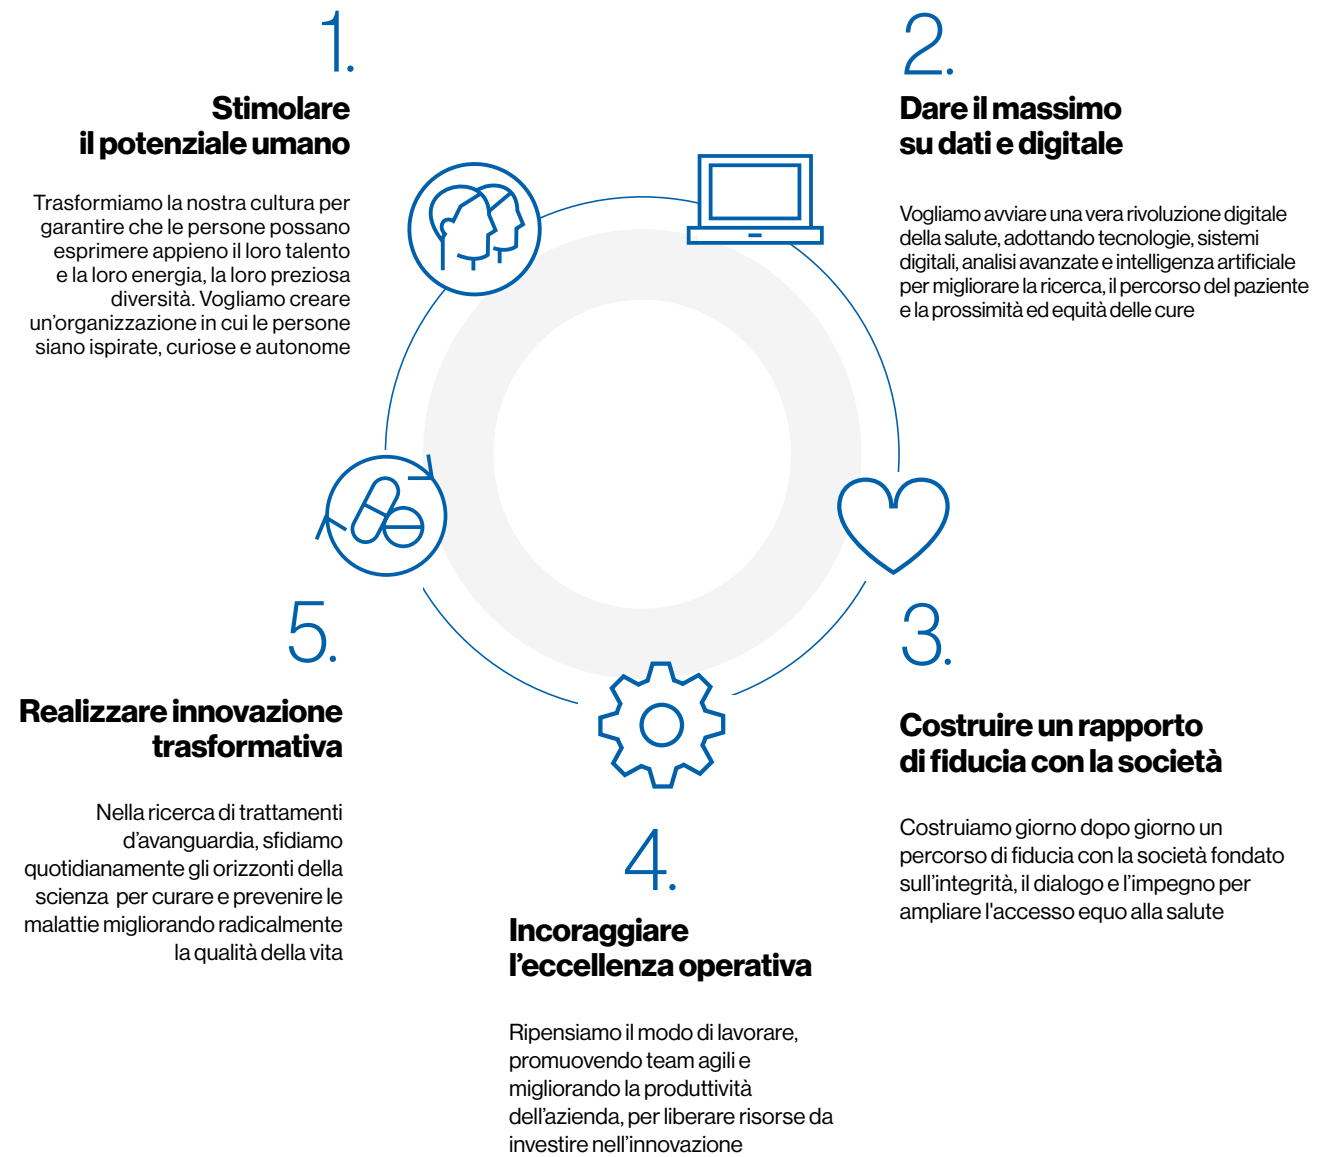 1.
Stimolare
il potenziale umano
Trasformiamo la nostra cultura per
garantire che le persone possano
esprimere appieno il loro talento
e la loro energia, la loro preziosa
diversità. Vogliamo creare
un’organizzazione in cui le persone
siano ispirate, curiose e autonome
2.
Dare il massimo
su dati e digitale
Vogliamo avviare una vera rivoluzione digitale
della salute, adottando tecnologie, sistemi
digitali, analisi avanzate e intelligenza artificiale
per migliorare la ricerca, il percorso del paziente
e la prossimità ed equità delle cure
3.
Costruire un rapporto
di fiducia con la società
Costruiamo giorno dopo giorno un
percorso di fiducia con la società fondato
sull’integrità, il dialogo e l’impegno per
ampliare l'accesso equo alla salute
4.
Incoraggiare
l’eccellenza operativa
Ripensiamo il modo di lavorare,
promuovendo team agili e
migliorando la produttività
dell’azienda, per liberare risorse da
investire nell’innovazione
5.
Realizzare innovazione
trasformativa
Nella ricerca di trattamenti
d’avanguardia, sfidiamo
quotidianamente gli orizzonti della
scienza  per curare e prevenire le
malattie migliorando radicalmente
la qualità della vita